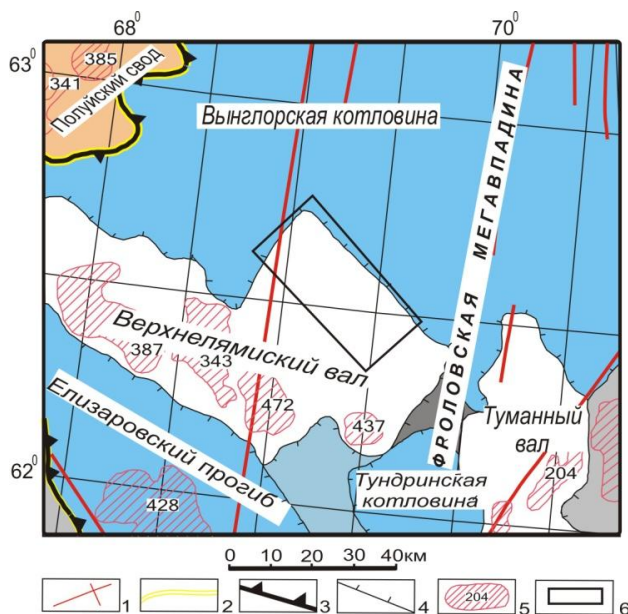 68⁰
70⁰
63⁰
385
341
Полуйский свод
Вынглорская котловина
ФРОЛОВСКАЯ МЕГАВПАДИНА
Верхнелямиский вал
387
343
472
437
Туманный
вал
204
Елизаровский прогиб
62⁰
428
Тундринская
котловина
0 10 20 30 40км
1 2 3 4 204 5 6